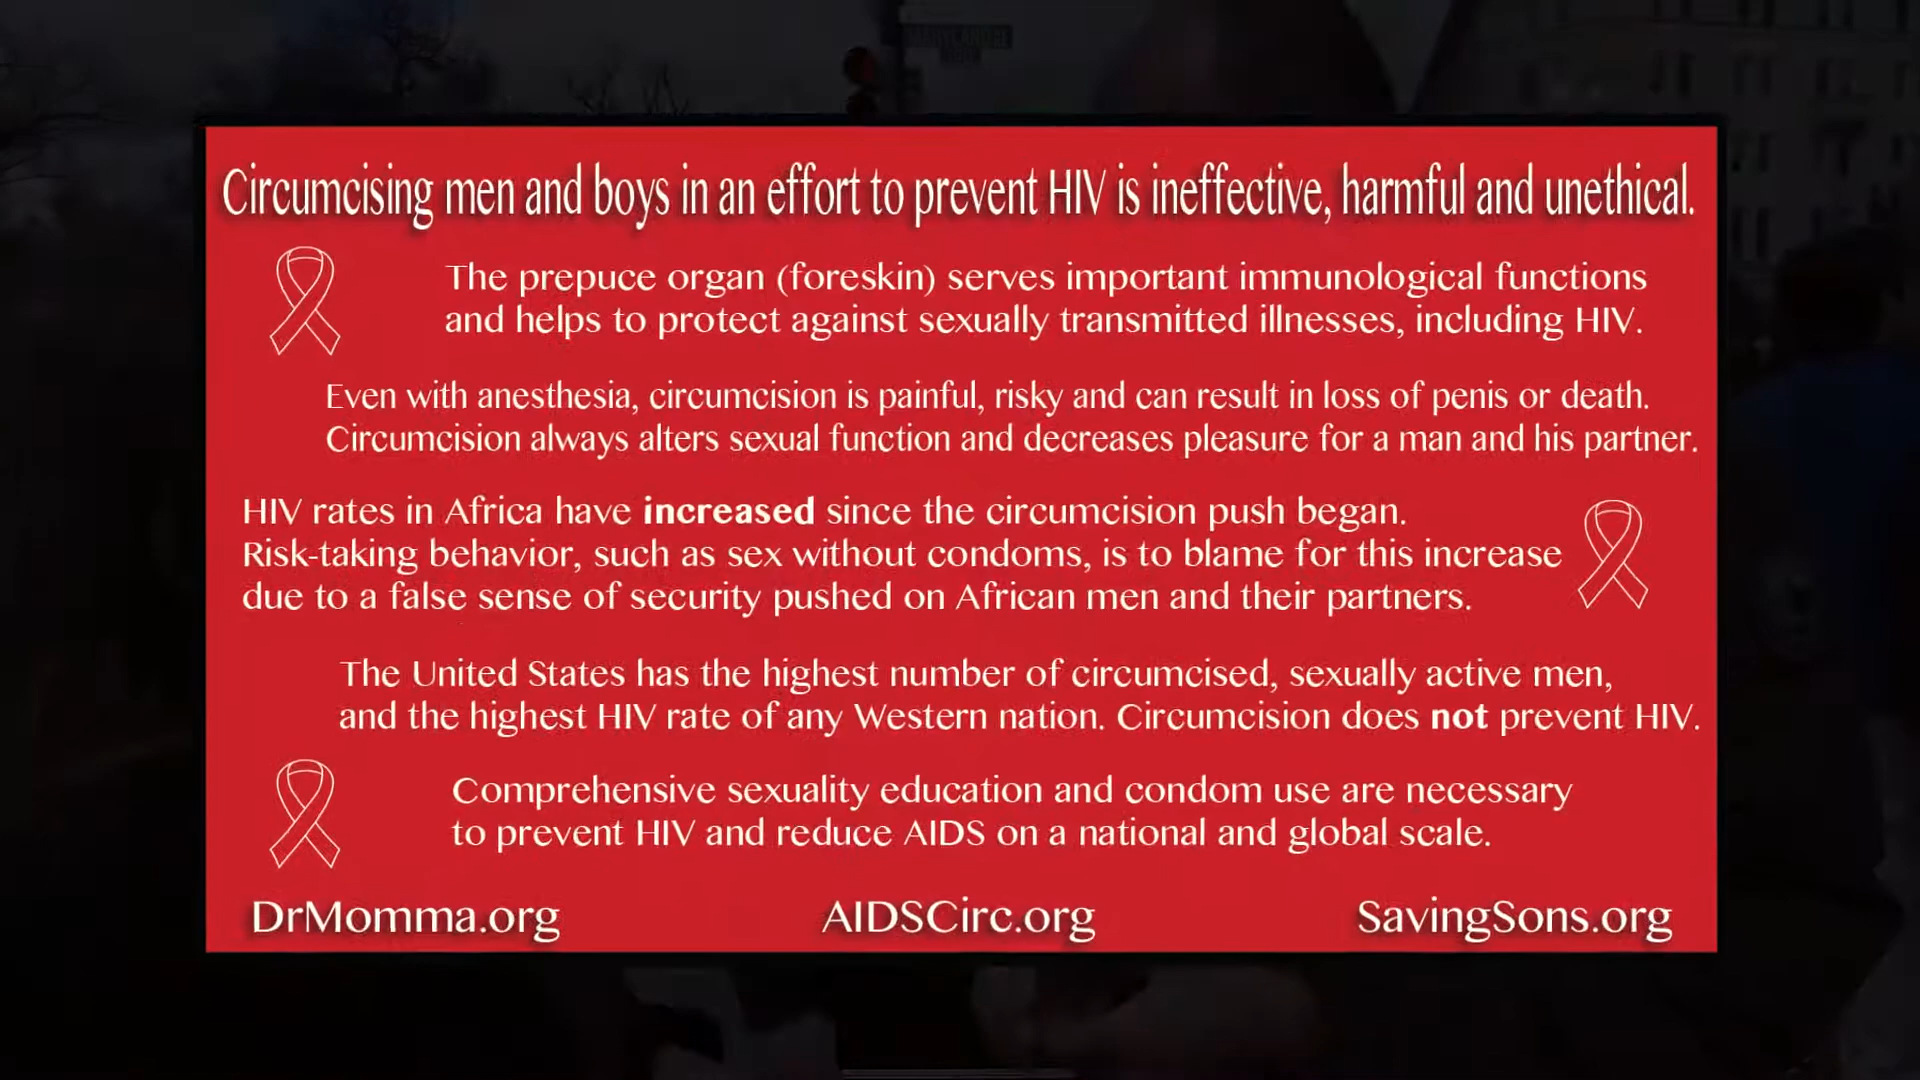 Circumcising men and boys in an effort to prevent HIV is ineffective, harmful and unethical.
The prepuce organ (foreskin) serves important immunological functions
and helps to protect against sexually transmitted illnesses, including HIV.
Even with anesthesia, circumcision is painful, risky and can result in loss of penis or death.
Circumcision always alters sexual function and decreases pleasure for a man and his partner.
HIV rates in Africa have increased since the circumcision push began.
Risk-taking behavior, such as sex without condoms, is to blame for this increase
due to a false sense of security pushed on African men and their partners.
The United States has the highest number of circumcised, sexually active men,
and the highest HIV rate of any Western nation. Circumcision does not prevent HIV.
Comprehensive sexuality education and condom use are necessary
to prevent HIV and reduce AIDS on a national and global scale.
DrMomma.org
AIDSCirc.org
SavingSons.org